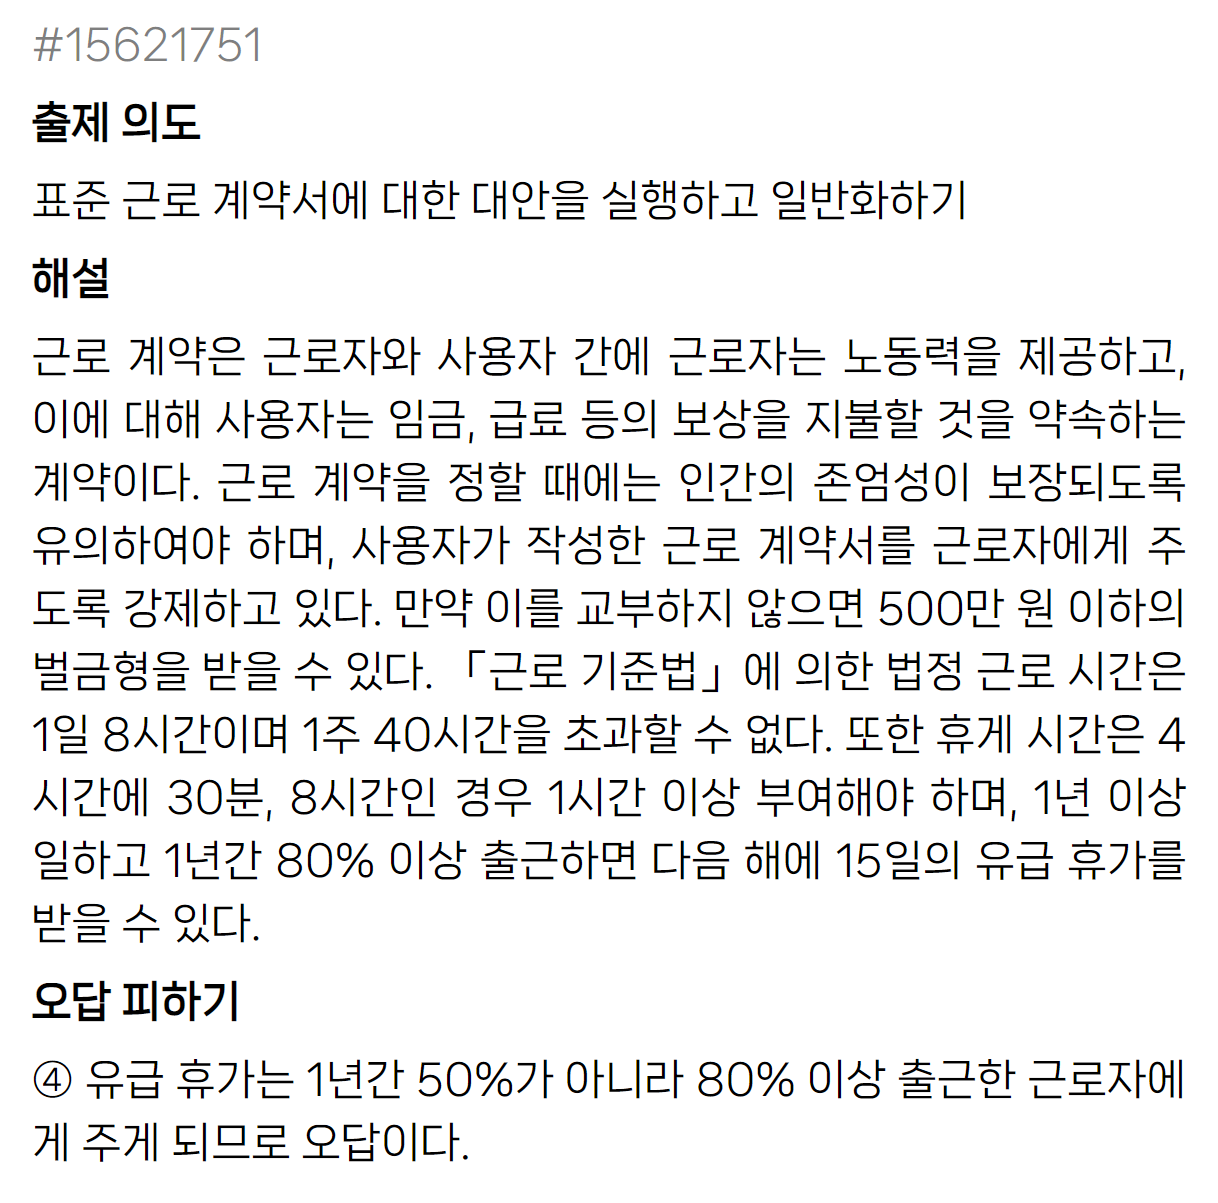 #15621751
출제 의도
표준 근로 계약서에 대한 대안을 실행하고 일반화하기
해설
근로 계약은 근로자와 사용자 간에 근로자는 노동력을 제공하고,
이에 대해 사용자는 임금, 급료 등의 보상을 지불할 것을 약속하는
계약이다. 근로 계약을 정할 때에는 인간의 존엄성이 보장되도록
유의하여야 하며, 사용자가 작성한 근로 계약서를 근로자에게 주
도록 강제하고 있다. 만약 이를 교부하지 않으면 500만 원 이하의
벌금형을 받을 수 있다. 「근로 기준법」에 의한 법정 근로 시간은
1일 8시간이며 1주 40시간을 초과할 수 없다. 또한 휴게 시간은 4
시간에 30분, 8시간인 경우 1시간 이상 부여해야 하며, 1년 이상
일하고 1년간 80% 이상 출근하면 다음 해에 15일의 유급 휴가를
받을 수 있다.
오답 피하기
④ 유급 휴가는 1년간 50%가 아니라 80% 이상 출근한 근로자에
게 주게 되므로 오답이다.